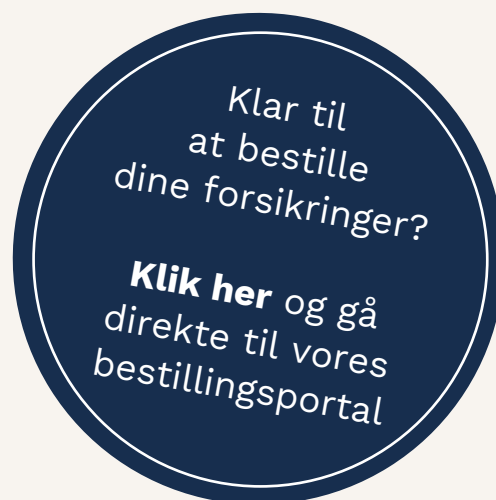 Klar til
at bestille
dine forsikringer?
Klik her og gå
direkte til vores
bestillingsportal